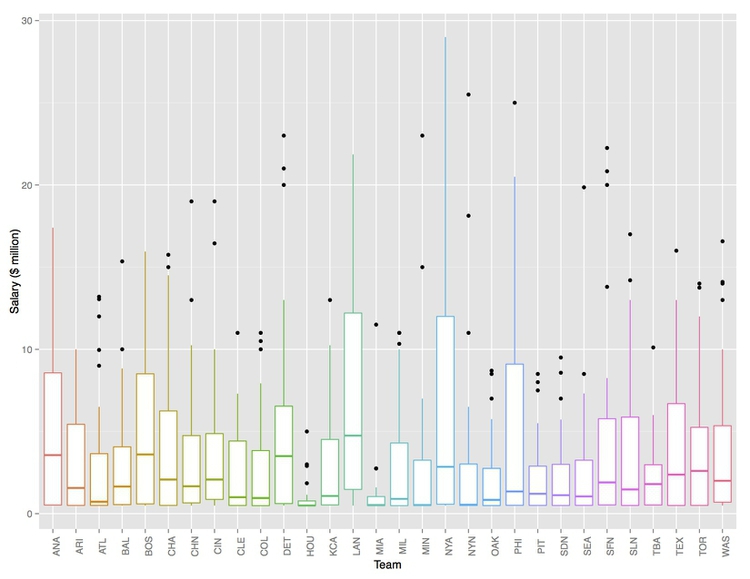 30
20
10
0
Salary ($ million)
ANA ARI ATL BAL BOS CHA CHN CIN CLE COL DET HOU KCA LAN MIA MIL MIN NYA NYN OAK PHI PIT SDN SEA SFN SLN TBA TEX TOR WAS
Team